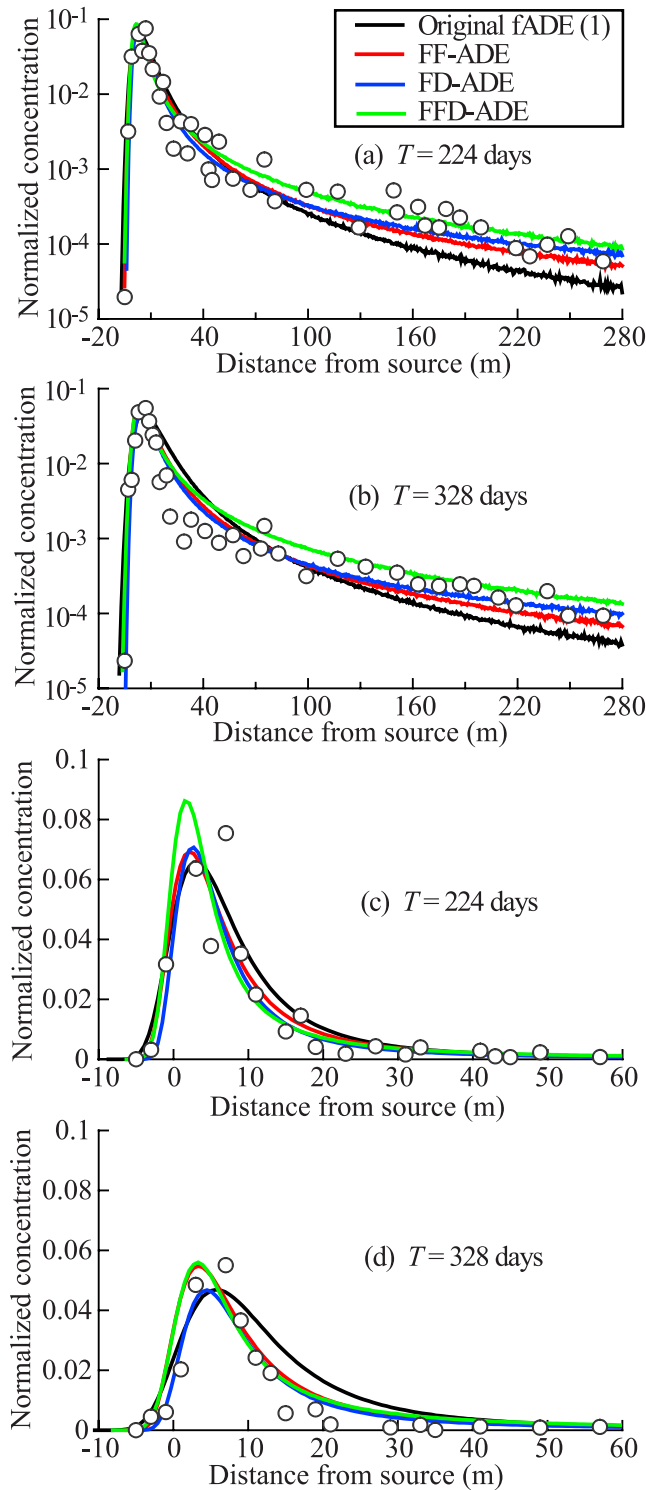 Original fADE (1)
FF-ADE
FD-ADE
FFD-ADE
(a) T = 224 days
Normalized concentration
10-1
10-2
10-3
10-4
10-5
-20 40 100 160 220 280
Distance from source (m)
(b) T = 328 days
Normalized concentration
10-1
10-2
10-3
10-4
10-5
-20 40 100 160 220 280
Distance from source (m)
(c) T = 224 days
Normalized concentration
0.1
0.08
0.06
0.04
0.02
0
-10 0 10 20 30 40 50 60
Distance from source (m)
(d) T = 328 days
Normalized concentration
0.1
0.08
0.06
0.04
0.02
0
-10 0 10 20 30 40 50 60
Distance from source (m)